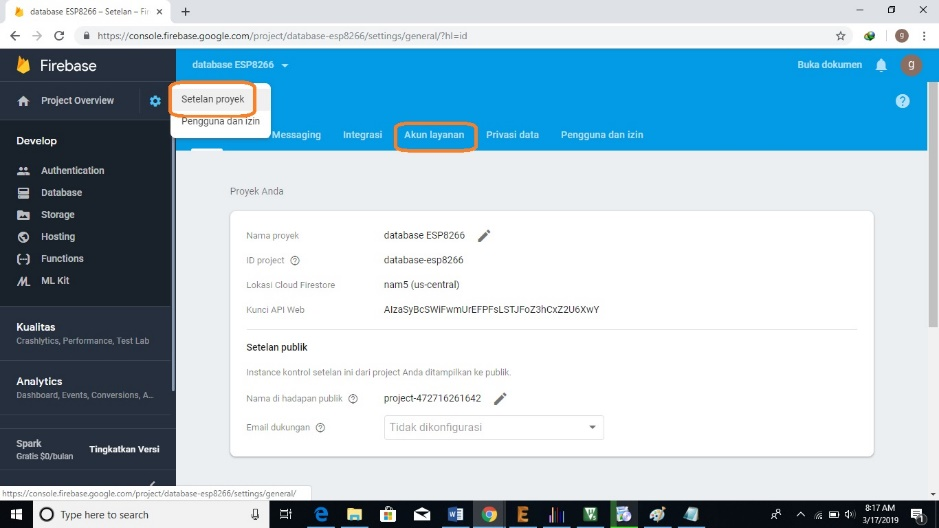 database ESP8266 – Setelan – Fir
https://console.firebase.google.com/project/database-esp8266/settings/general/?hl=id
g
Firebase
database ESP8266
Buka dokumen
g
Project Overview
Setelan proyek
Pengguna dan izin
Messaging
Integrasi
Akun layanan
Privasi data
Pengguna dan izin
Develop
Authentication
Database
Storage
Hosting
Functions
ML Kit
Kualitas
Crashlytics, Performance, Test Lab
Analytics
Dashboard, Events, Conversions, A...
Spark
Gratis $0/bulan
Tingkatkan Versi
Proyek Anda
Nama proyek
database ESP8266
ID project
database-esp8266
Lokasi Cloud Firestore
nam5 (us-central)
Kunci API Web
AIzaSyBcSWiFwmUrEFPFsLSTJFoZ3hCxZ2U6XwY
Setelan publik
Instance kontrol setelan ini dari project Anda ditampilkan ke publik.
Nama di hadapan publik
project-472716261642
Email dukungan
Tidak dikonfigurasi
https://console.firebase.google.com/project/database-esp8266/settings/general/
Type here to search
8:17 AM
3/17/2019